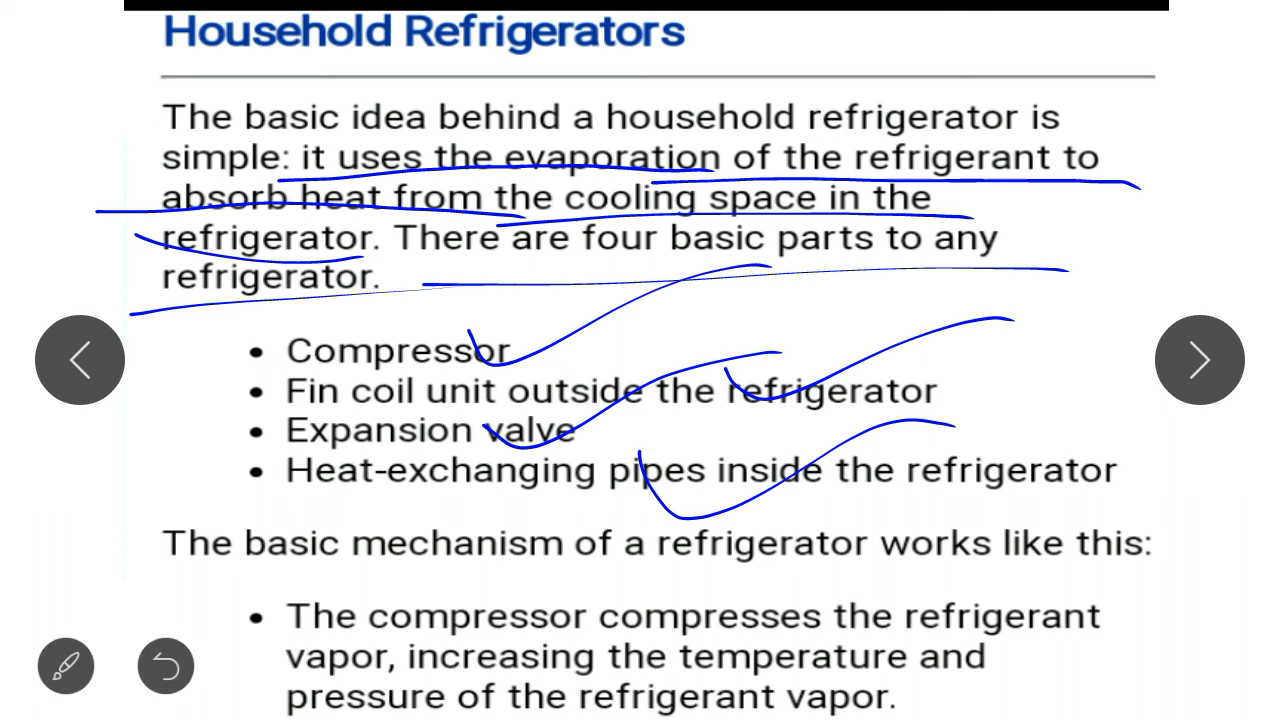 Household Refrigerators
The basic idea behind a household refrigerator is
simple: it uses the evaporation of the refrigerant to
absorb heat from the cooling space in the
refrigerator. There are four basic parts to any
refrigerator.
• Compressor
• Fin coil unit outside the refrigerator
• Expansion valve
• Heat-exchanging pipes inside the refrigerator
The basic mechanism of a refrigerator works like this:
• The compressor compresses the refrigerant
vapor, increasing the temperature and
pressure of the refrigerant vapor.